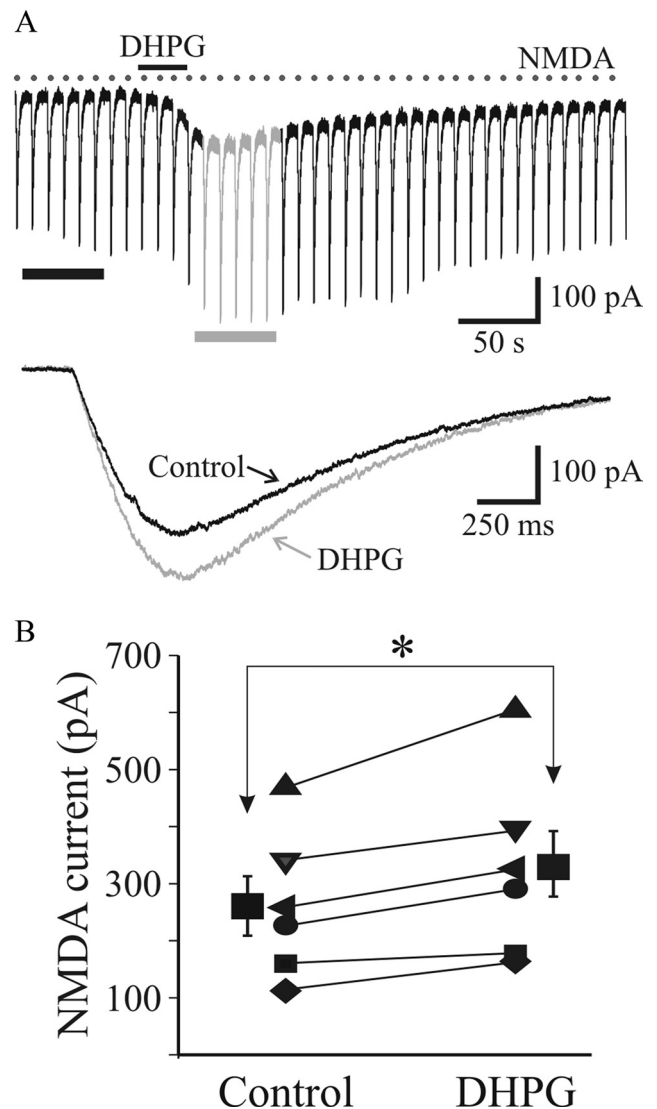 A
DHPG
NMDA
100 pA
50 s
Control
100 pA
250 ms
DHPG
B
700
*
500
300
100
NMDA current (pA)
Control
DHPG